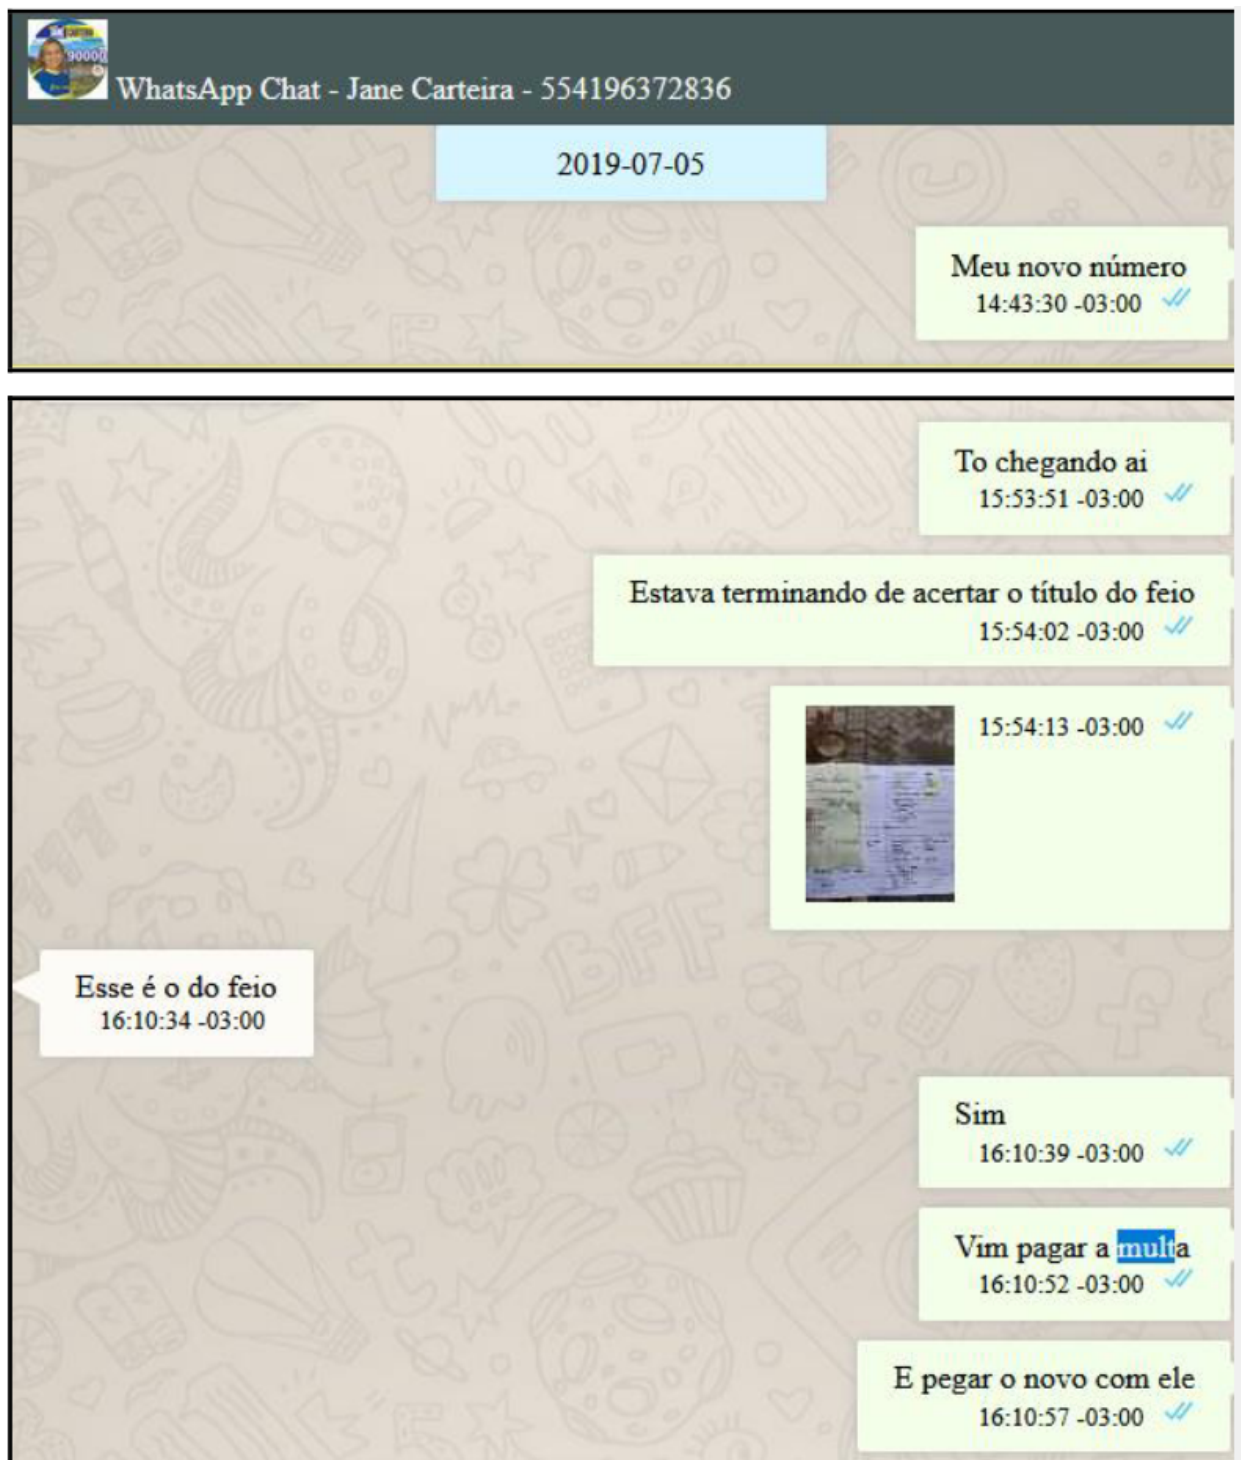 90000
WhatsApp Chat - Jane Carteira - 554196372836
2019-07-05
Meu novo número
14:43:30 -03:00
To chegando ai
15:53:51 -03:00
Estava terminando de acertar o título do feio
15:54:02 -03:00
15:54:13 -03:00
Esse é o do feio
16:10:34 -03:00
Sim
16:10:39 -03:00
Vim pagar a multa
16:10:52 -03:00
E pegar o novo com ele
16:10:57 -03:00